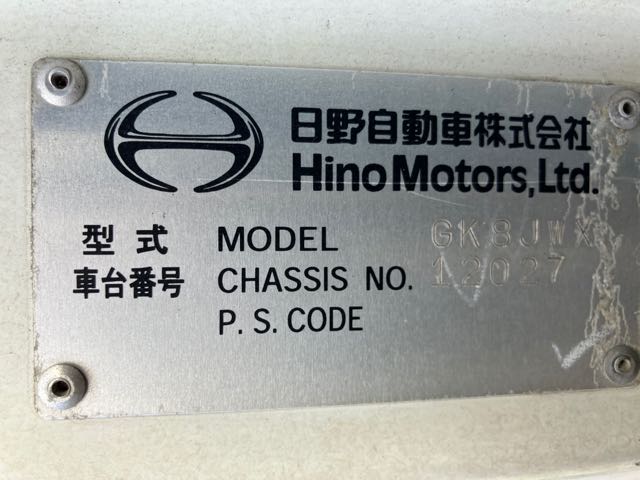 日野自動車株式会社
Hino Motors, Ltd.
型式 MODEL GK8JWX
車台番号 CHASSIS NO. 12027
P. S. CODE